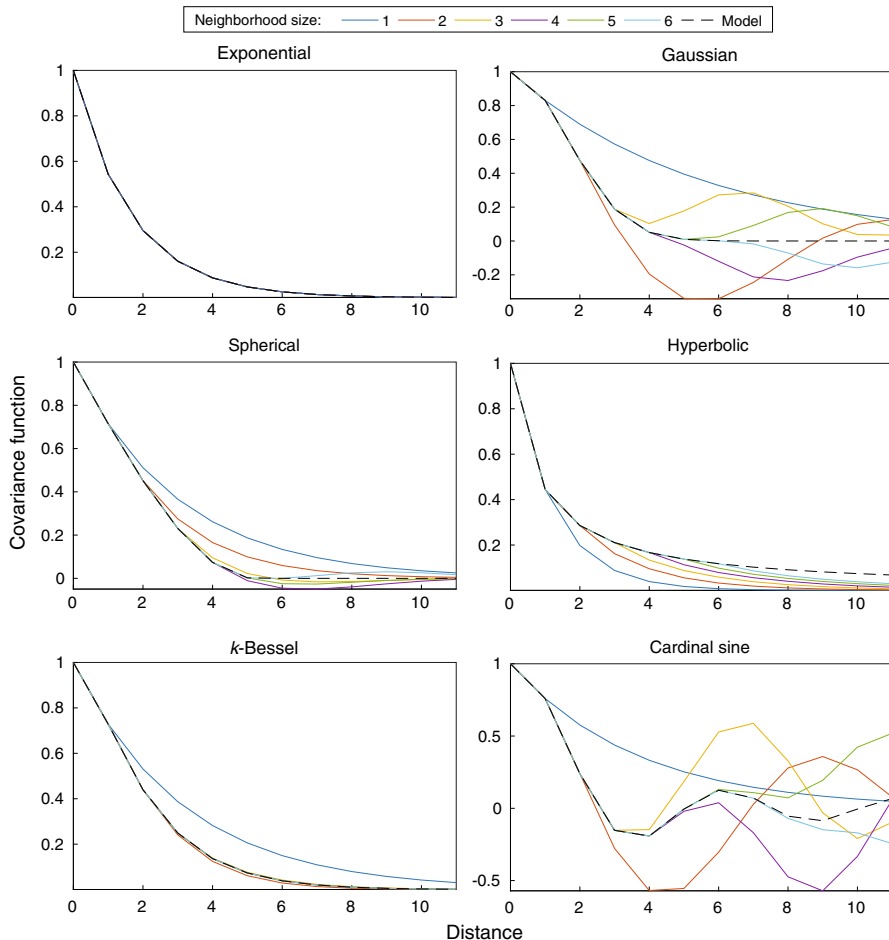 Neighborhood size: 1 2 3 4 5 6 Model
Exponential
1
0.8
0.6
0.4
0.2
0 2 4 6 8 10
Gaussian
1
0.8
0.6
0.4
0.2
0
-0.2
0 2 4 6 8 10
Spherical
1
0.8
0.6
0.4
0.2
0
0 2 4 6 8 10
Hyperbolic
1
0.8
0.6
0.4
0.2
0 2 4 6 8 10
Covariance function
k-Bessel
1
0.8
0.6
0.4
0.2
0 2 4 6 8 10
Cardinal sine
1
0.5
0
-0.5
0 2 4 6 8 10
Distance